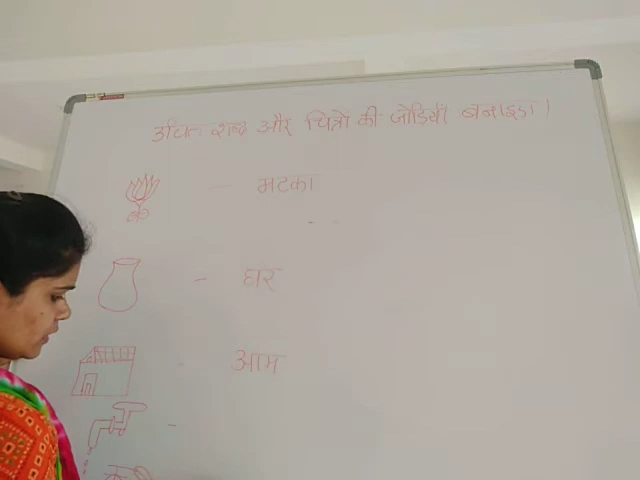 उचित शब्द और चित्रो की जोडियाँ बनाइए।
मटका
घर
आम